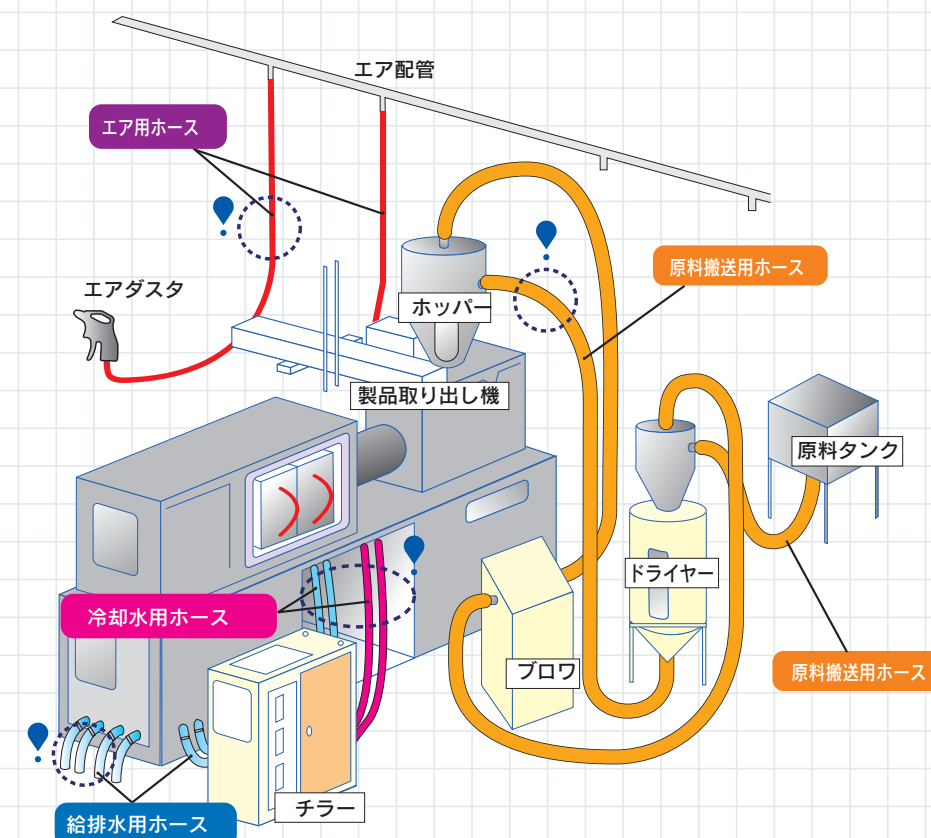 エア配管
エア用ホース
原料搬送用ホース
エアダスタ
ホッパー
製品取り出し機
原料タンク
ドライヤー
冷却水用ホース
ブロワ
原料搬送用ホース
チラー
給排水用ホース